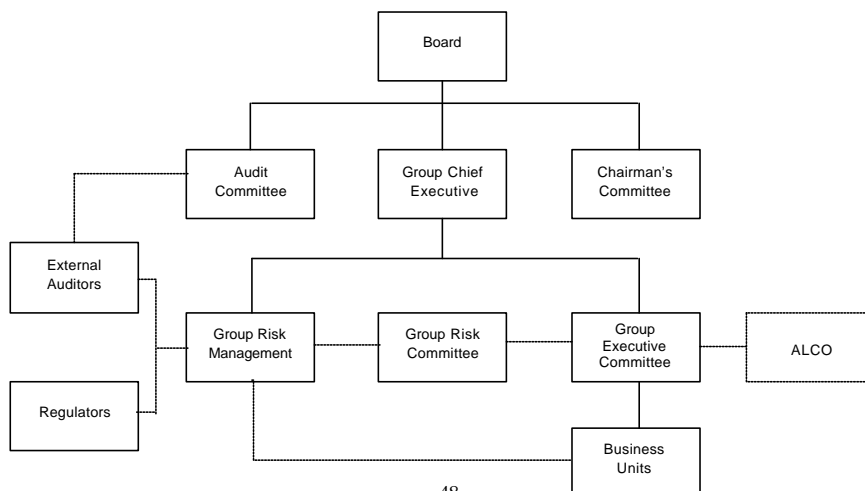 Board
Audit
Committee
Group Chief
Executive
Chairman's
Committee
External
Auditors
Group Risk
Management
Group Risk
Committee
Group
Executive
Committee
ALCO
Regulators
Business
Units
48